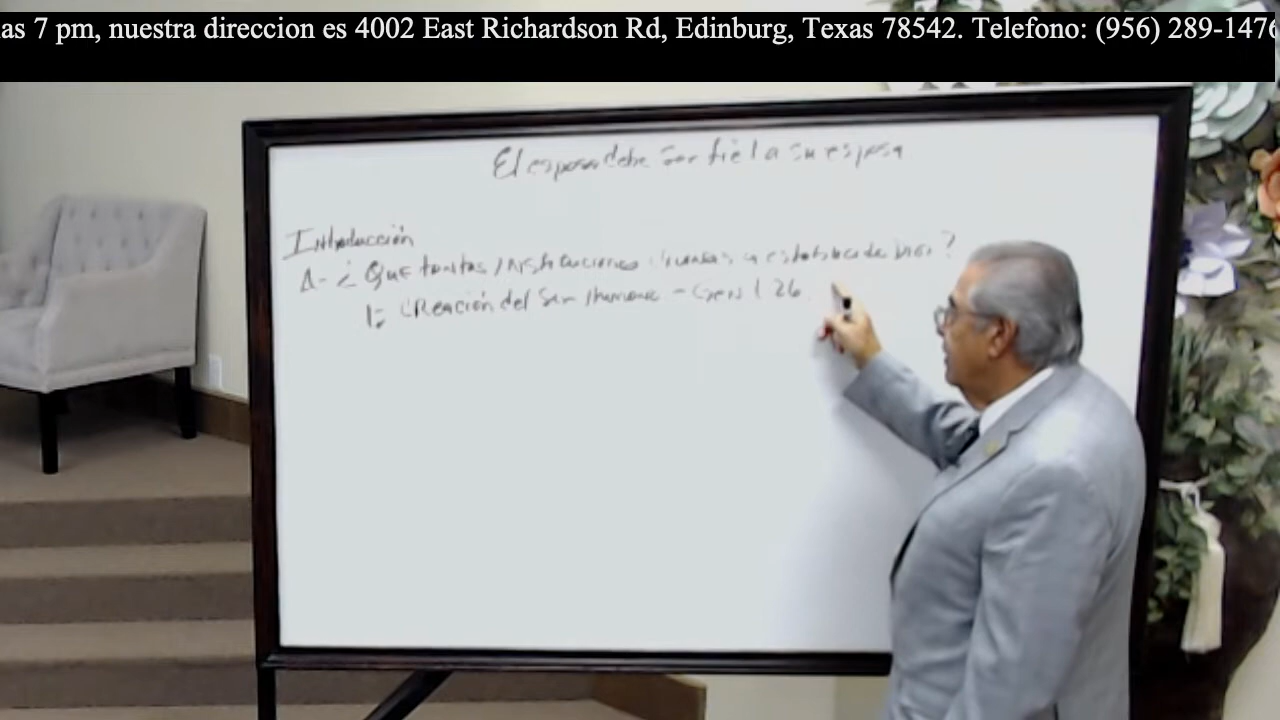 as 7 pm, nuestra direccion es 4002 East Richardson Rd, Edinburg, Texas 78542. Telefono: (956) 289-1476
El esposo debe ser fiel a su esposa
Introducción
A- ¿Que tantas instituciones divinas a establecido Dios?
1= CReación del Ser Humano - Gen 1 26